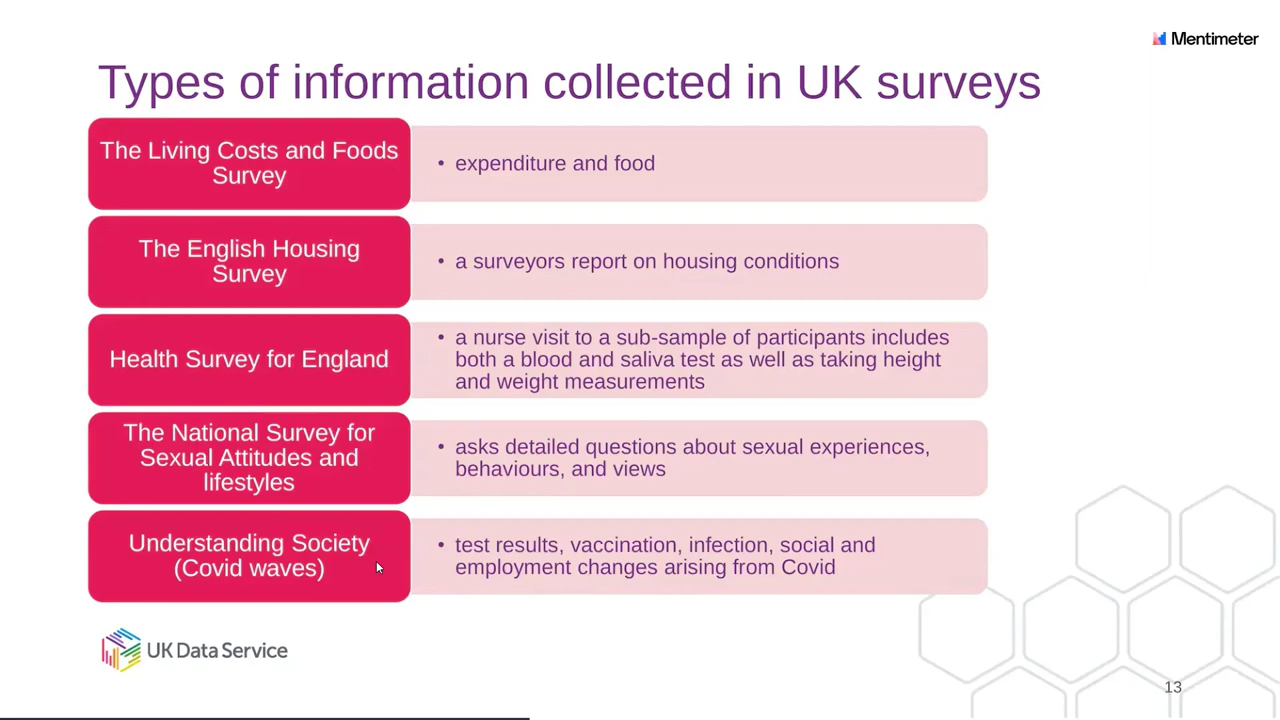 Mentimeter
Types of information collected in UK surveys
The Living Costs and Foods
Survey
• expenditure and food
The English Housing
Survey
• a surveyors report on housing conditions
Health Survey for England
• a nurse visit to a sub-sample of participants includes
both a blood and saliva test as well as taking height
and weight measurements
The National Survey for
Sexual Attitudes and
lifestyles
• asks detailed questions about sexual experiences,
behaviours, and views
Understanding Society
(Covid waves)
• test results, vaccination, infection, social and
employment changes arising from Covid
UK Data Service
13